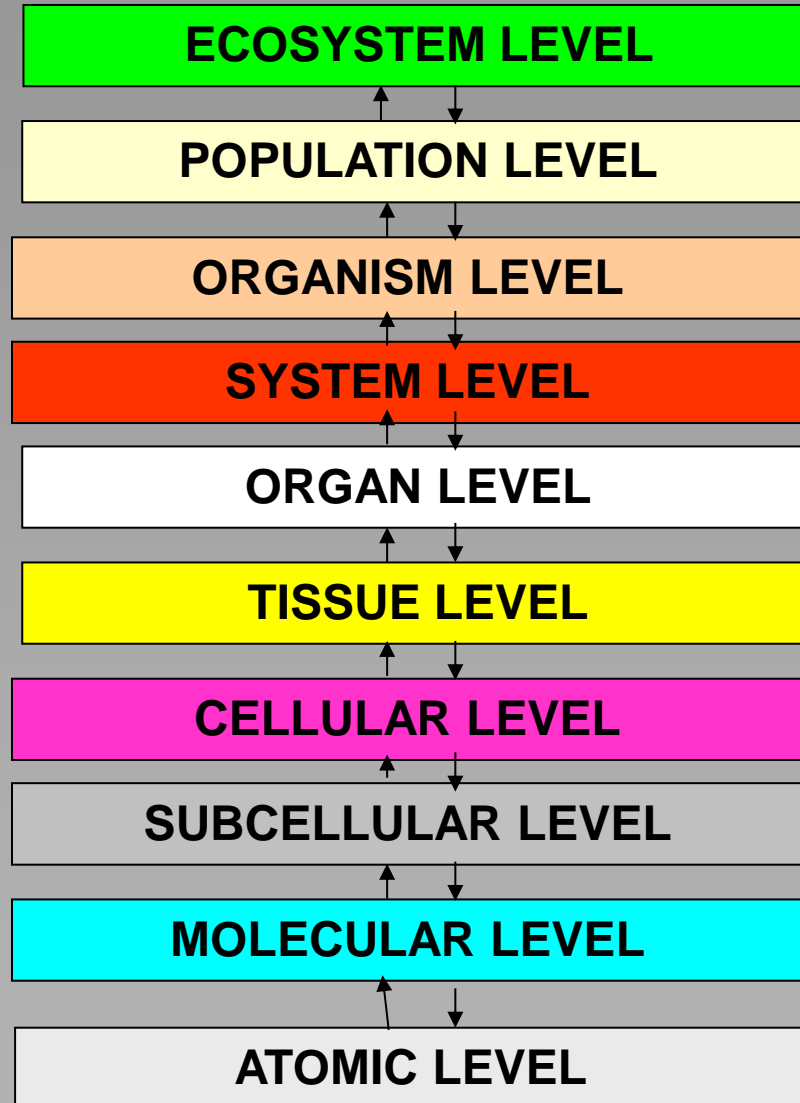 ECOSYSTEM LEVEL
POPULATION LEVEL
ORGANISM LEVEL
SYSTEM LEVEL
ORGAN LEVEL
TISSUE LEVEL
CELLULAR LEVEL
SUBCELLULAR LEVEL
MOLECULAR LEVEL
ATOMIC LEVEL